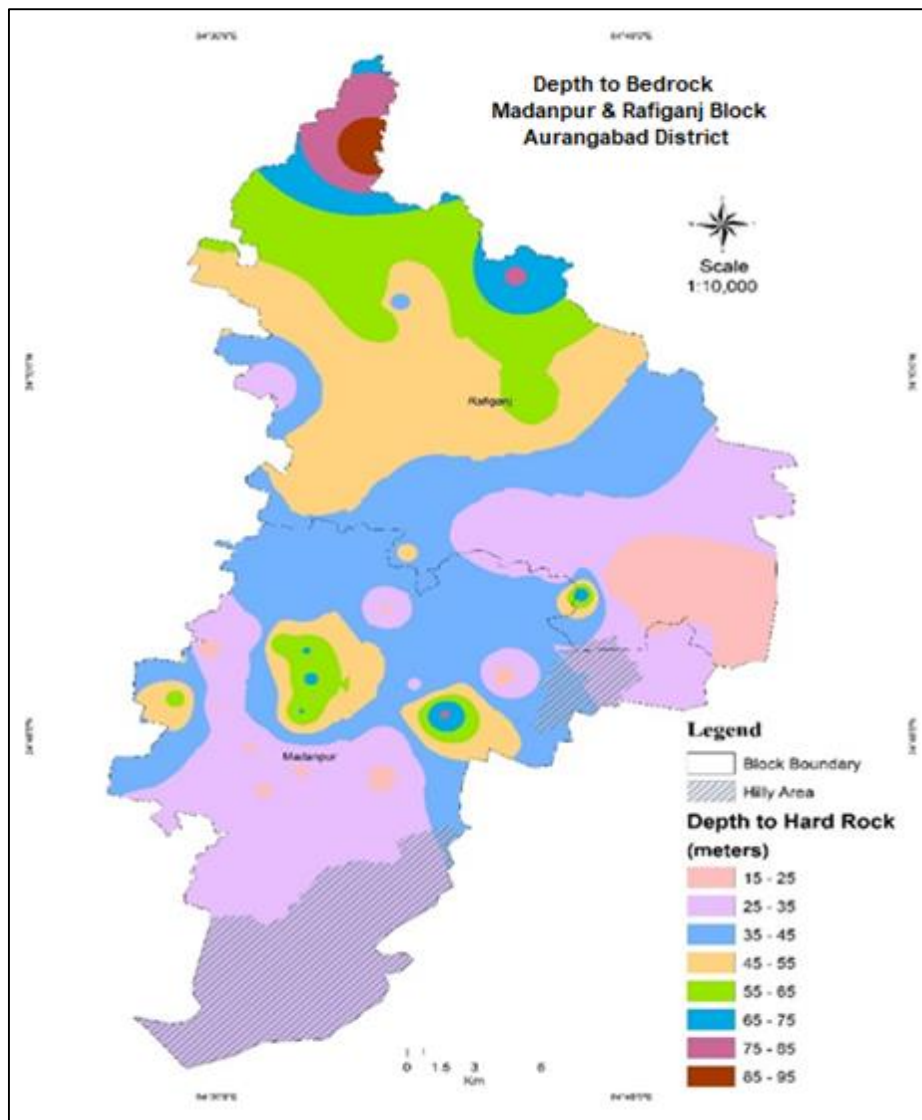 Depth to Bedrock
Madanpur & Rafiganj Block
Aurangabad District
Scale
1:10,000
Rafiganj
Madanpur
Legend
Block Boundary
Hilly Area
Depth to Hard Rock
(meters)
15 - 25
25 - 35
35 - 45
45 - 55
55 - 65
65 - 75
75 - 85
85 - 95
0 1.5 3 6
Km